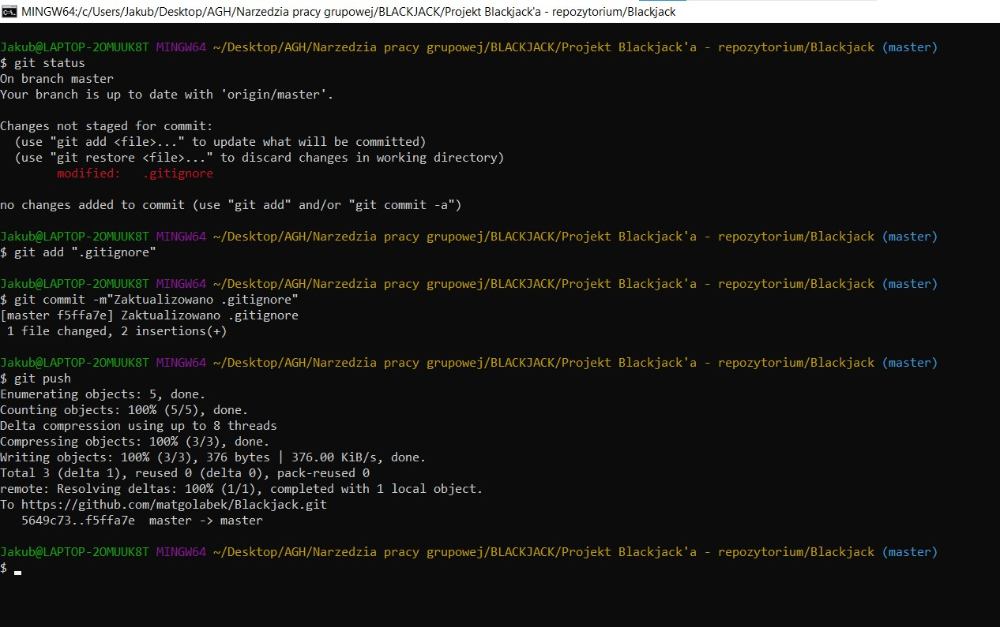 MINGW64:/c/Users/Jakub/Desktop/AGH/Narzedzia pracy grupowej/BLACKJACK/Projekt Blackjack'a - repozytorium/Blackjack
Jakub@LAPTOP-2OMUUK8T MINGW64 ~/Desktop/AGH/Narzedzia pracy grupowej/BLACKJACK/Projekt Blackjack'a - repozytorium/Blackjack (master)
$ git status
On branch master
Your branch is up to date with 'origin/master'.
Changes not staged for commit:
  (use "git add <file>..." to update what will be committed)
  (use "git restore <file>..." to discard changes in working directory)
        modified:   .gitignore
no changes added to commit (use "git add" and/or "git commit -a")
Jakub@LAPTOP-2OMUUK8T MINGW64 ~/Desktop/AGH/Narzedzia pracy grupowej/BLACKJACK/Projekt Blackjack'a - repozytorium/Blackjack (master)
$ git add ".gitignore"
Jakub@LAPTOP-2OMUUK8T MINGW64 ~/Desktop/AGH/Narzedzia pracy grupowej/BLACKJACK/Projekt Blackjack'a - repozytorium/Blackjack (master)
$ git commit -m"Zaktualizowano .gitignore"
[master f5ffa7e] Zaktualizowano .gitignore
 1 file changed, 2 insertions(+)
Jakub@LAPTOP-2OMUUK8T MINGW64 ~/Desktop/AGH/Narzedzia pracy grupowej/BLACKJACK/Projekt Blackjack'a - repozytorium/Blackjack (master)
$ git push
Enumerating objects: 5, done.
Counting objects: 100% (5/5), done.
Delta compression using up to 8 threads
Compressing objects: 100% (3/3), done.
Writing objects: 100% (3/3), 376 bytes | 376.00 KiB/s, done.
Total 3 (delta 1), reused 0 (delta 0), pack-reused 0
remote: Resolving deltas: 100% (1/1), completed with 1 local object.
To https://github.com/matgolabek/Blackjack.git
   5649c73..f5ffa7e  master -> master
Jakub@LAPTOP-2OMUUK8T MINGW64 ~/Desktop/AGH/Narzedzia pracy grupowej/BLACKJACK/Projekt Blackjack'a - repozytorium/Blackjack (master)
$